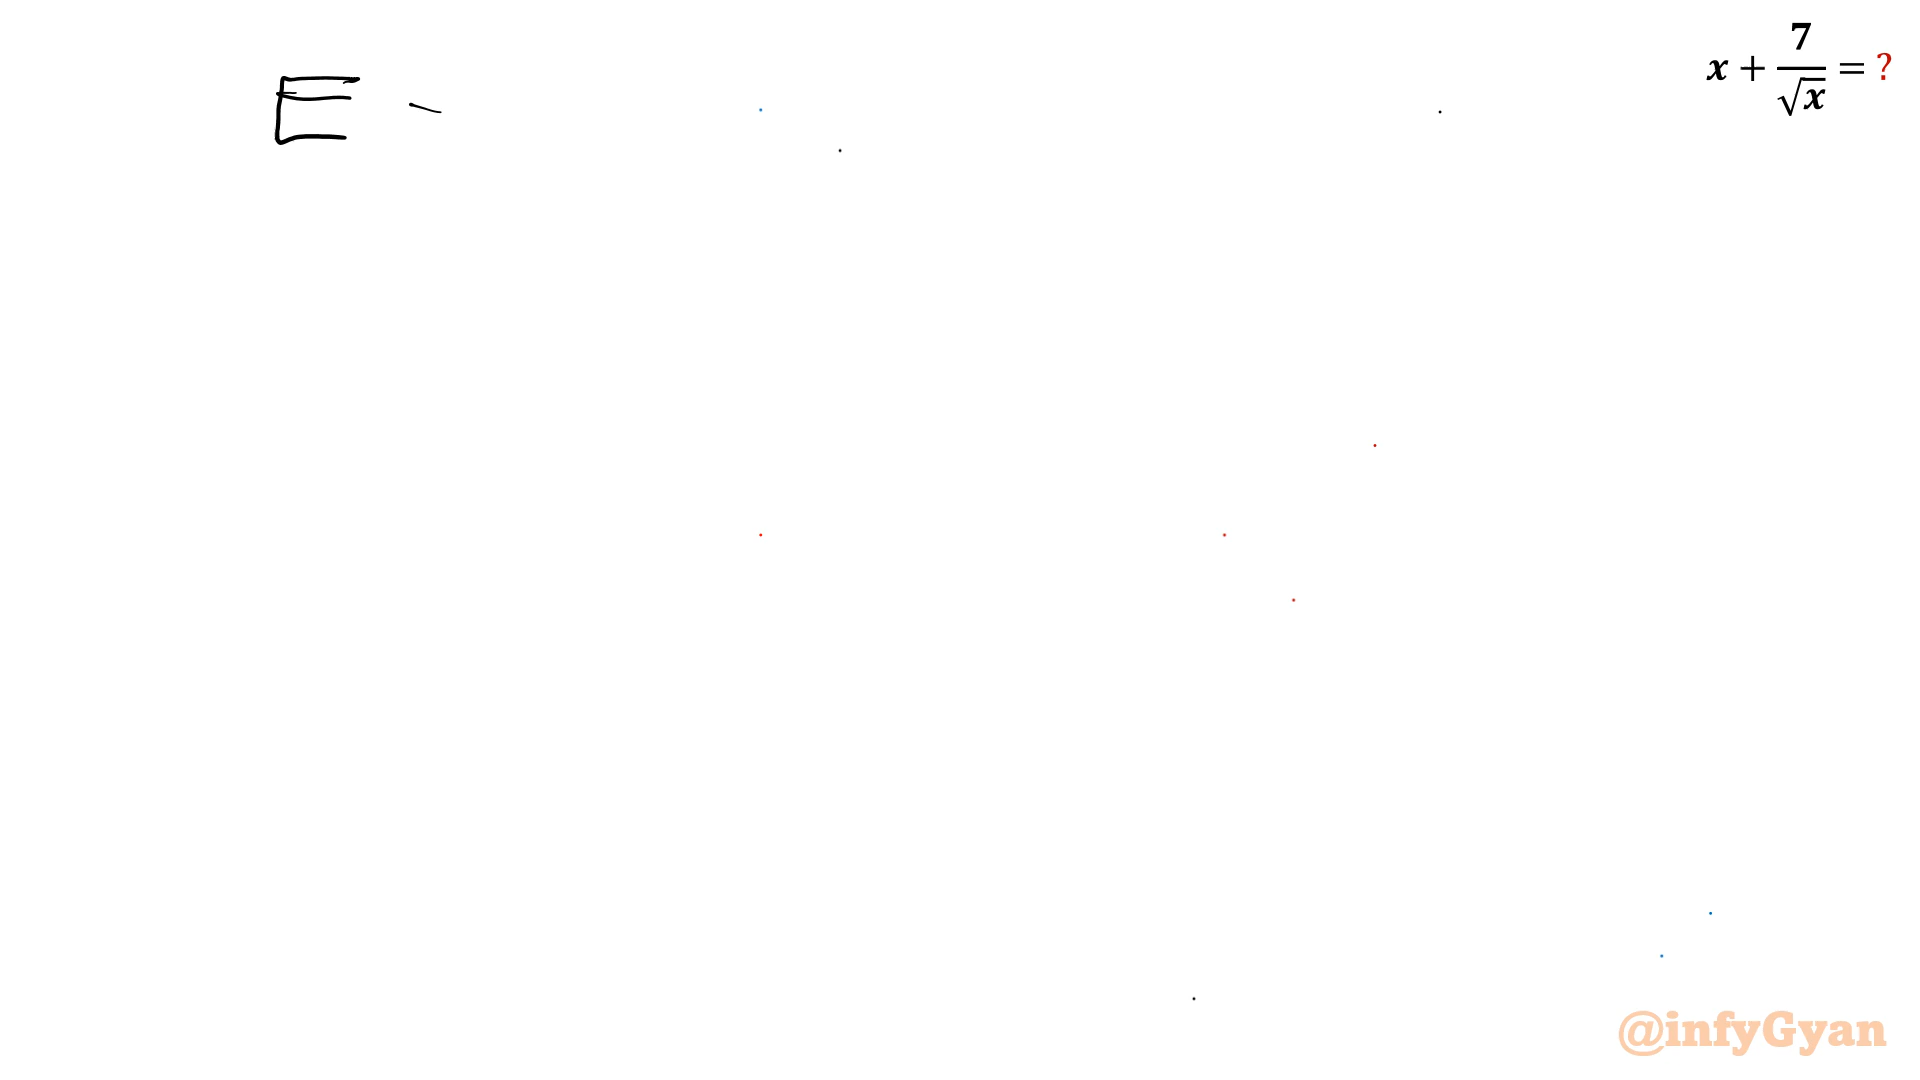 x + 7/√x = ?
E -
@infyGyan